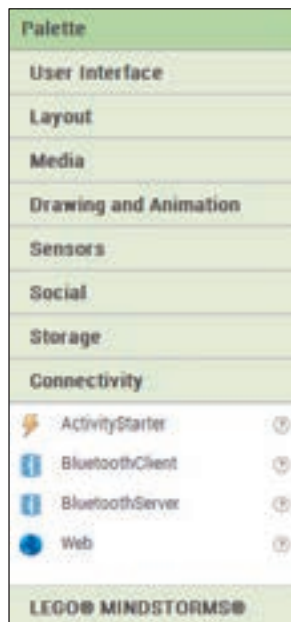 Palette
User Interface
Layout
Media
Drawing and Animation
Sensors
Social
Storage
Connectivity
ActivityStarter
BluetoothClient
BluetoothServer
Web
LEGO® MINDSTORMS®